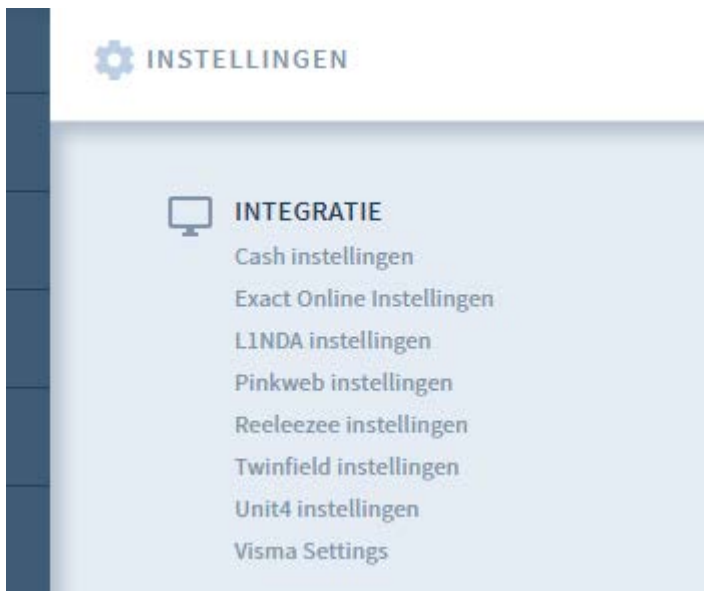 INSTELLINGEN
INTEGRATIE
Cash instellingen
Exact Online Instellingen
L1NDA instellingen
Pinkweb instellingen
Reeleezee instellingen
Twinfield instellingen
Unit4 instellingen
Visma Settings